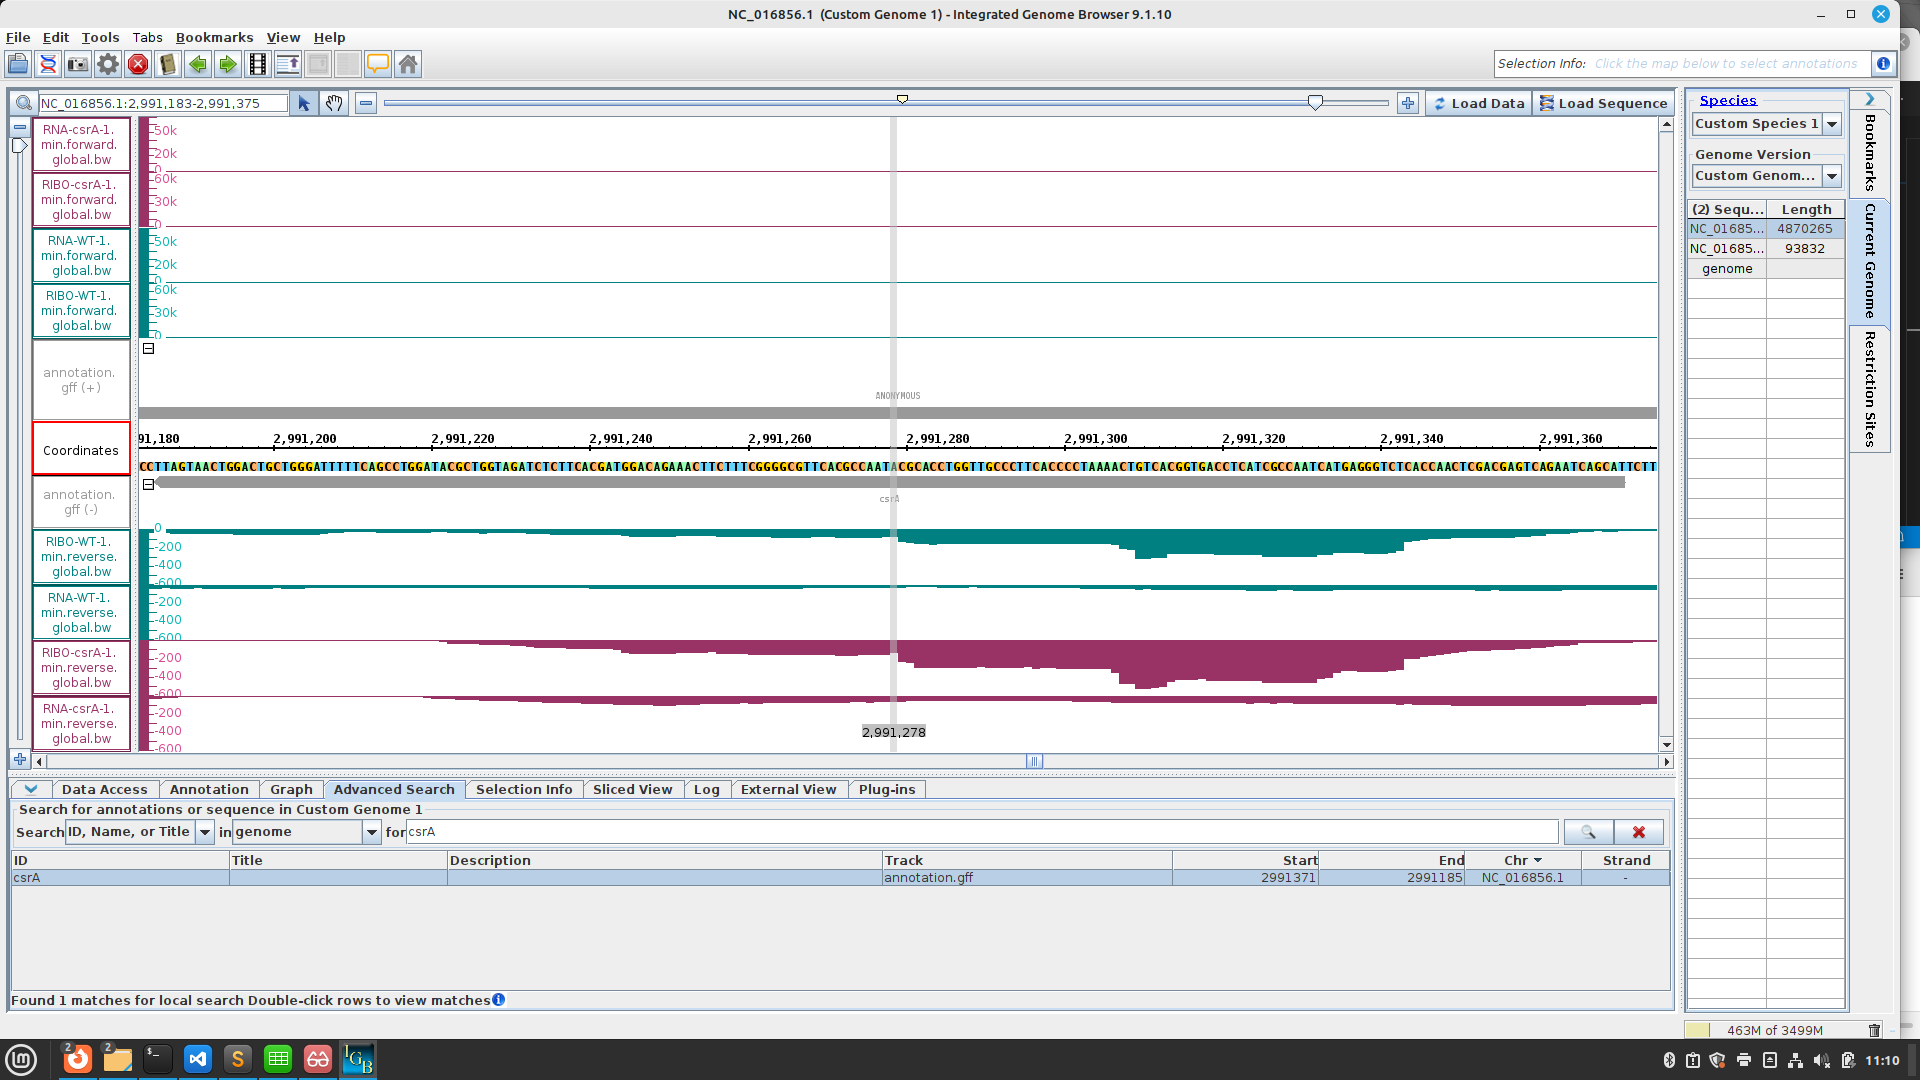 NC_016856.1 (Custom Genome 1) - Integrated Genome Browser 9.1.10
File Edit Tools Tabs Bookmarks View Help
Selection Info: Click the map below to select annotations
NC_016856.1:2,991,183-2,991,375
Load Data
Load Sequence
RNA-csrA-1.
min.forward.
global.bw
50k
20k
0
RIBO-csrA-1.
min.forward.
global.bw
60k
30k
0
RNA-WT-1.
min.forward.
global.bw
50k
20k
0
RIBO-WT-1.
min.forward.
global.bw
60k
30k
0
annotation.
gff (+)
ANONYMOUS
Coordinates
91,180 2,991,200 2,991,220 2,991,240 2,991,260 2,991,280 2,991,300 2,991,320 2,991,340 2,991,360
CCTTAGTAACTGGACTGCTGGGATTTTTCAGCCTGGATACGCTGGTAGATCTCTTCACGATGGACAGAAACTTCTTTCGGGGCGTTCACGCCAATACGCACCTGGTTGCCCTTCACCCCTAAAACTGTCACGGTGACCTCATCGCCAATCATGAGGGTCTCACCAACTCGACGAGTCAGAATCAGCATTCTT
annotation.
gff (-)
csrA
RIBO-WT-1.
min.reverse.
global.bw
0
-200
-400
-600
RNA-WT-1.
min.reverse.
global.bw
-200
-400
-600
RIBO-csrA-1.
min.reverse.
global.bw
-200
-400
-600
RNA-csrA-1.
min.reverse.
global.bw
-200
-400
-600
2,991,278
Species
Custom Species 1
Genome Version
Custom Genom...
(2) Sequ... Length
NC_01685... 4870265
NC_01685... 93832
genome
Bookmarks
Current Genome
Restriction Sites
Data Access Annotation Graph Advanced Search Selection Info Sliced View Log External View Plug-ins
Search for annotations or sequence in Custom Genome 1
Search ID, Name, or Title in genome for csrA
ID Title Description Track Start End Chr Strand
csrA annotation.gff 2991371 2991185 NC_016856.1 -
Found 1 matches for local search Double-click rows to view matches
463M of 3499M
2 2 11:10